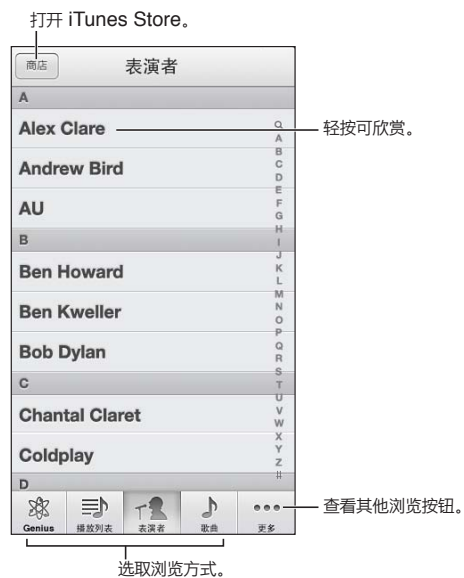 打开 iTunes Store。
商店
表演者
A
Alex Clare
轻按可欣赏。
Andrew Bird
AU
B
Ben Howard
Ben Kweller
Bob Dylan
C
Chantal Claret
Coldplay
D
A
B
C
D
E
F
G
H
I
J
K
L
M
N
O
P
Q
R
S
T
U
V
W
X
Y
Z
#
Genius
播放列表
表演者
歌曲
更多
查看其他浏览按钮。
选取浏览方式。